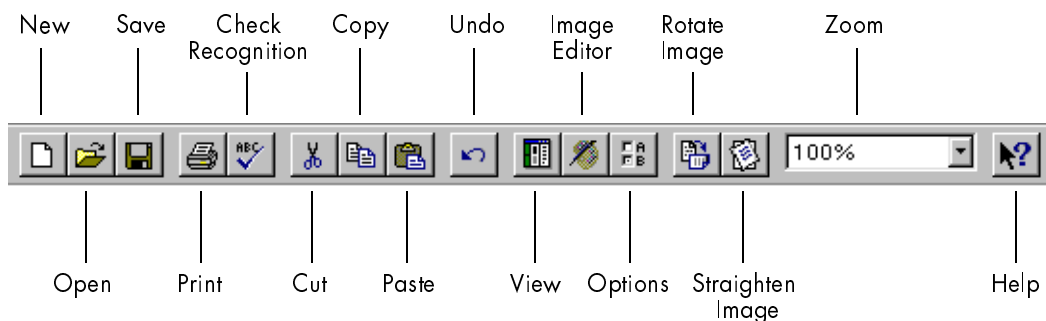 New Save Check Copy Undo Image Rotate Zoom
Recognition Editor Image
ABC
A
B
100%
?
Open Print Cut Paste View Options Straighten Help
Image